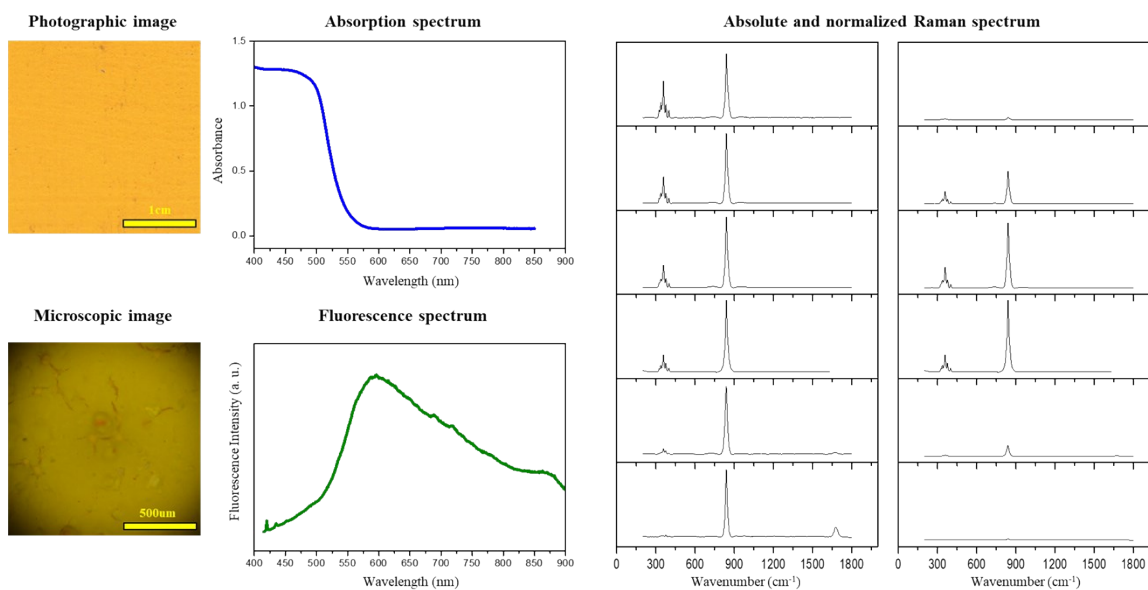 Photographic image
Absorption spectrum
Absolute and normalized Raman spectrum
1cm
Absorbance
1.5
1.0
0.5
0.0
400 450 500 550 600 650 700 750 800 850 900
Wavelength (nm)
Microscopic image
Fluorescence spectrum
500um
Fluorescence Intensity (a. u.)
400 450 500 550 600 650 700 750 800 850 900
Wavelength (nm)
0 300 600 900 1200 1500 1800
Wavenumber (cm-1)
0 300 600 900 1200 1500 1800
Wavenumber (cm-1)